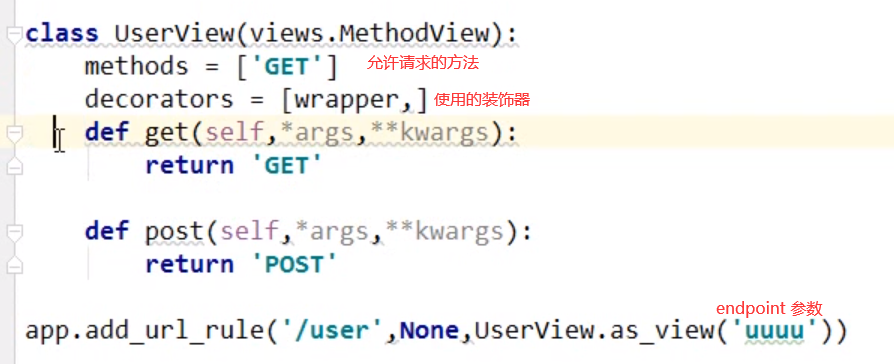 class UserView(views.MethodView):
methods = ['GET'] 允许请求的方法
decorators = [wrapper,] 使用的装饰器
def get(self,*args,**kwargs):
return 'GET'
def post(self,*args,**kwargs):
return 'POST'
endpoint 参数
app.add_url_rule('/user',None,UserView.as_view('uuuu'))